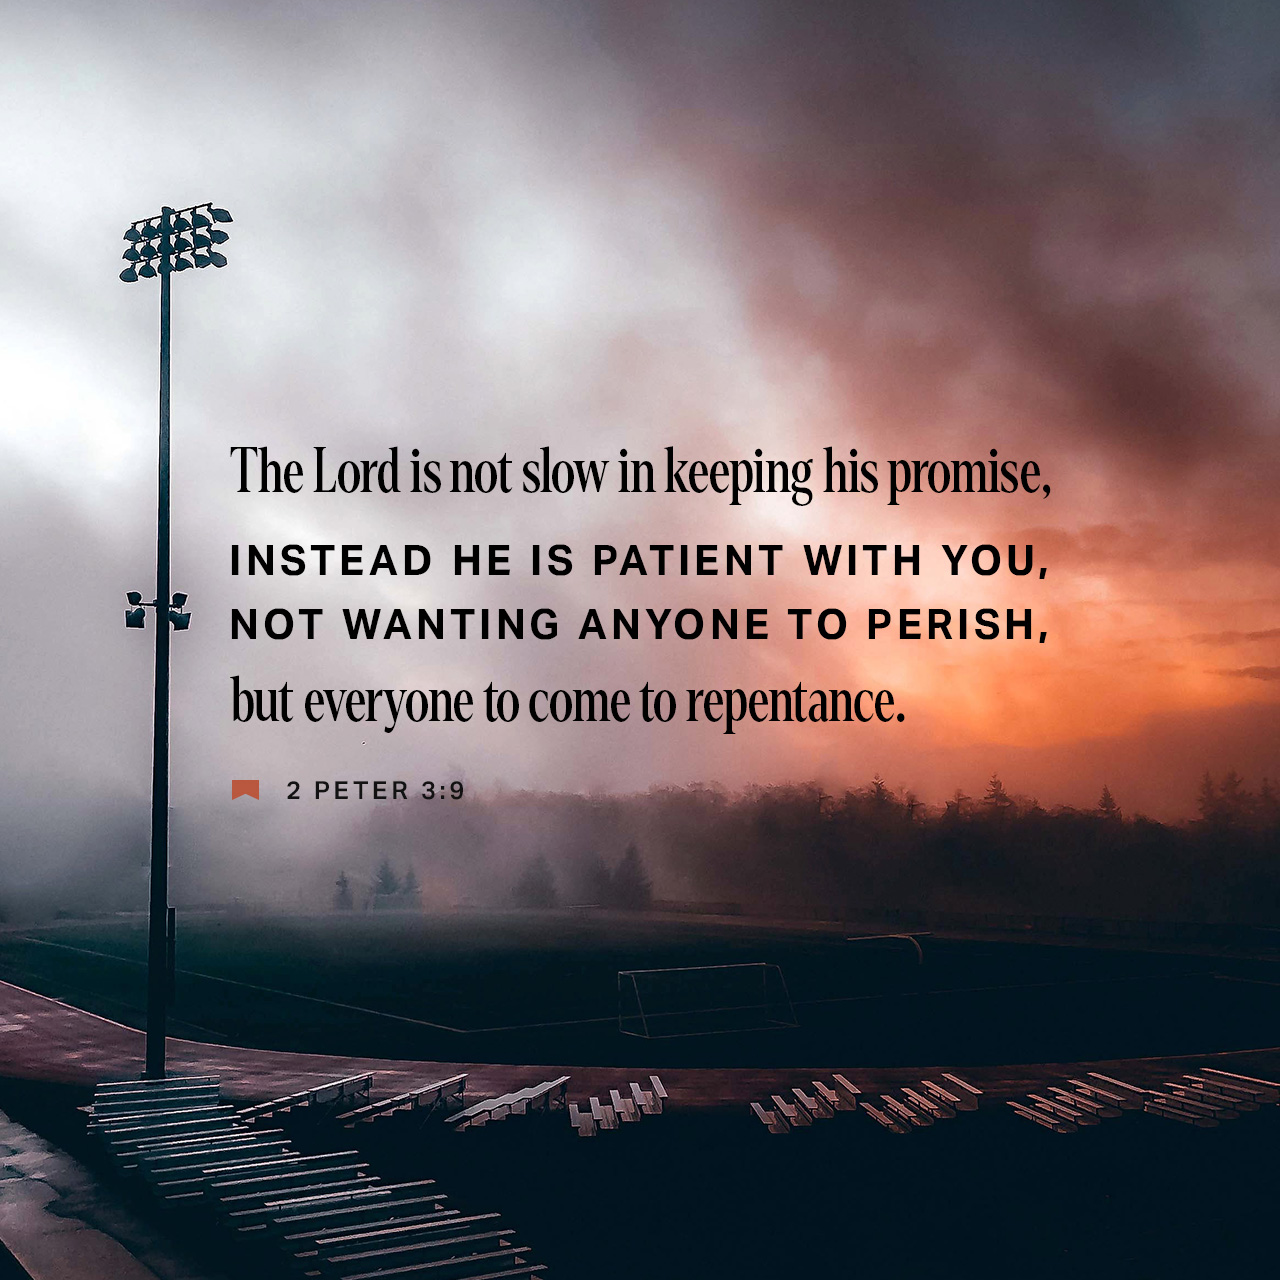 The Lord is not slow in keeping his promise,
INSTEAD HE IS PATIENT WITH YOU,
NOT WANTING ANYONE TO PERISH,
but everyone to come to repentance.
2 PETER 3:9